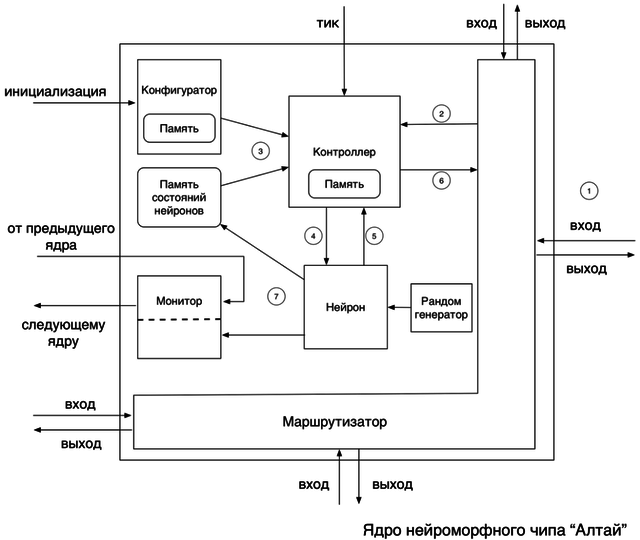 тик
вход
выход
инициализация
Конфигуратор
Память
Контроллер
Память
2
3
6
1
Память
состояний
нейронов
4
5
вход
выход
от предыдущего
ядра
7
Монитор
Нейрон
Рандом
генератор
следующему
ядру
вход
выход
Маршрутизатор
вход
выход
Ядро нейроморфного чипа “Алтай”